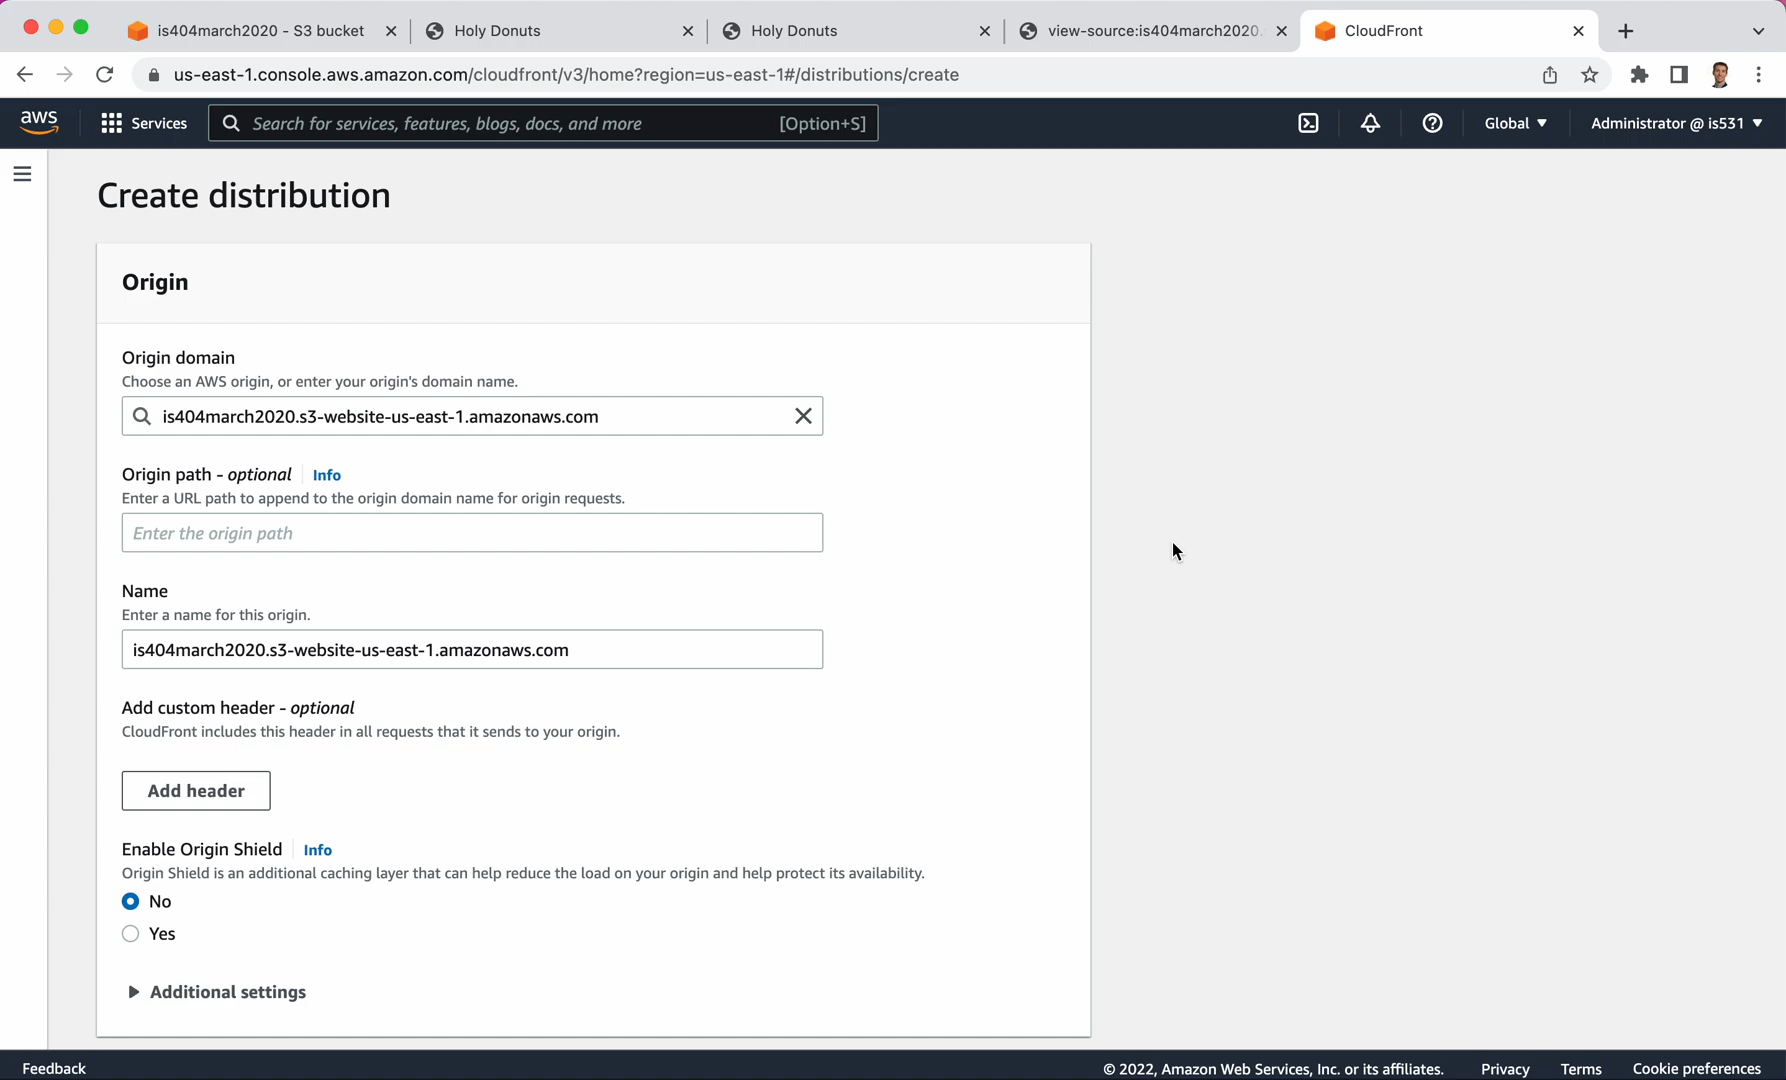 is404march2020 - S3 bucket
Holy Donuts
Holy Donuts
view-source:is404march2020.
CloudFront
us-east-1.console.aws.amazon.com/cloudfront/v3/home?region=us-east-1#/distributions/create
aws
Services
Search for services, features, blogs, docs, and more
[Option+S]
Global
Administrator @ is531
Create distribution
Origin
Origin domain
Choose an AWS origin, or enter your origin's domain name.
is404march2020.s3-website-us-east-1.amazonaws.com
Origin path - optional Info
Enter a URL path to append to the origin domain name for origin requests.
Enter the origin path
Name
Enter a name for this origin.
is404march2020.s3-website-us-east-1.amazonaws.com
Add custom header - optional
CloudFront includes this header in all requests that it sends to your origin.
Add header
Enable Origin Shield Info
Origin Shield is an additional caching layer that can help reduce the load on your origin and help protect its availability.
No
Yes
Additional settings
Feedback
© 2022, Amazon Web Services, Inc. or its affiliates.
Privacy
Terms
Cookie preferences